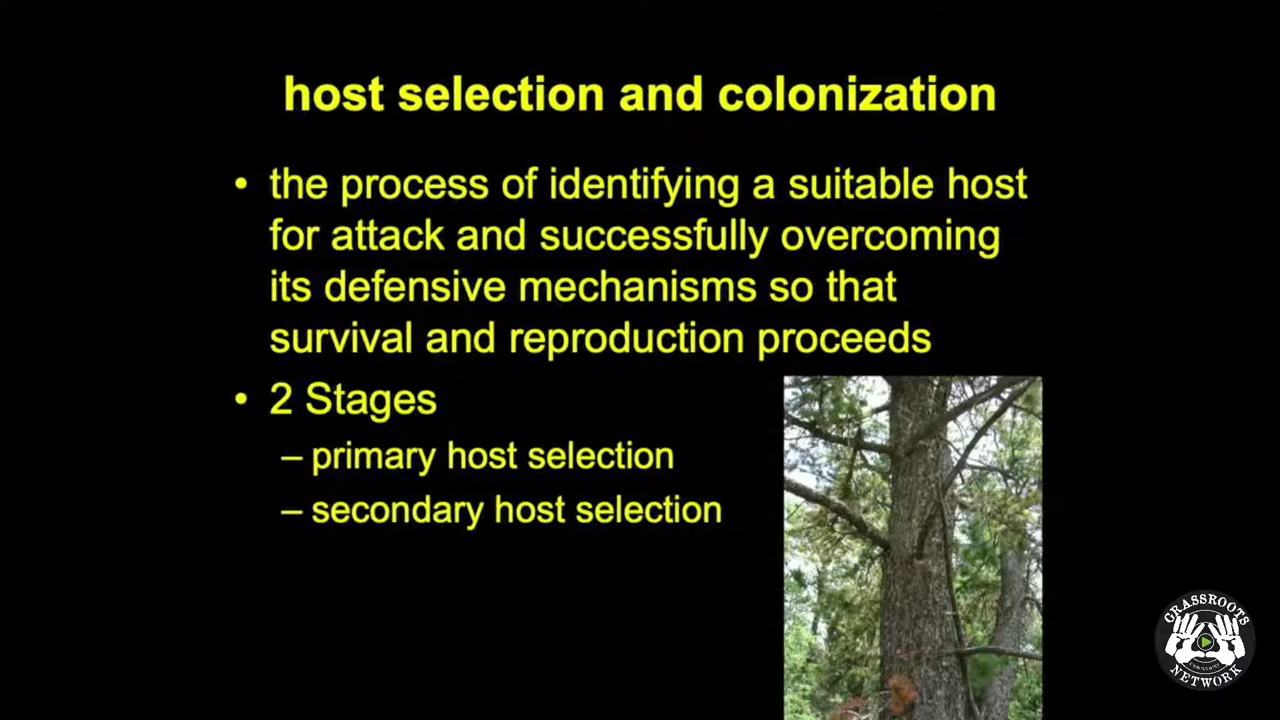 host selection and colonization
• the process of identifying a suitable host
for attack and successfully overcoming
its defensive mechanisms so that
survival and reproduction proceeds
• 2 Stages
– primary host selection
– secondary host selection
GRASSROOTS
NETWORK